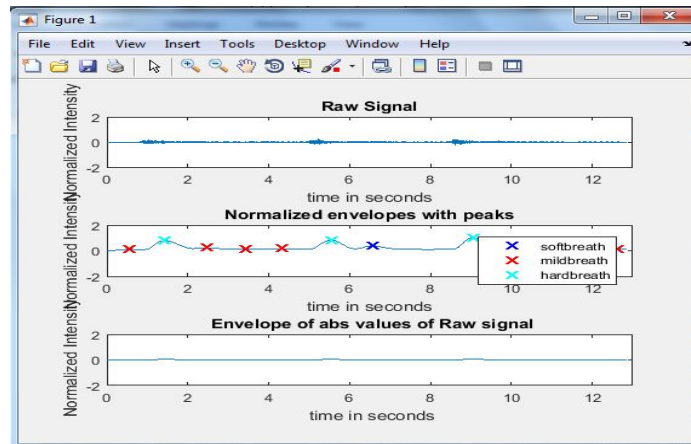 Figure 1
File Edit View Insert Tools Desktop Window Help
Raw Signal
Normalized Intensity
2
0
-2
0 2 4 6 8 10 12
time in seconds
Normalized envelopes with peaks
Normalized Intensity
2
0
-2
softbreath
mildbreath
hardbreath
0 2 4 6 8 10 12
time in seconds
Envelope of abs values of Raw signal
Normalized Intensity
2
0
-2
0 2 4 6 8 10 12
time in seconds